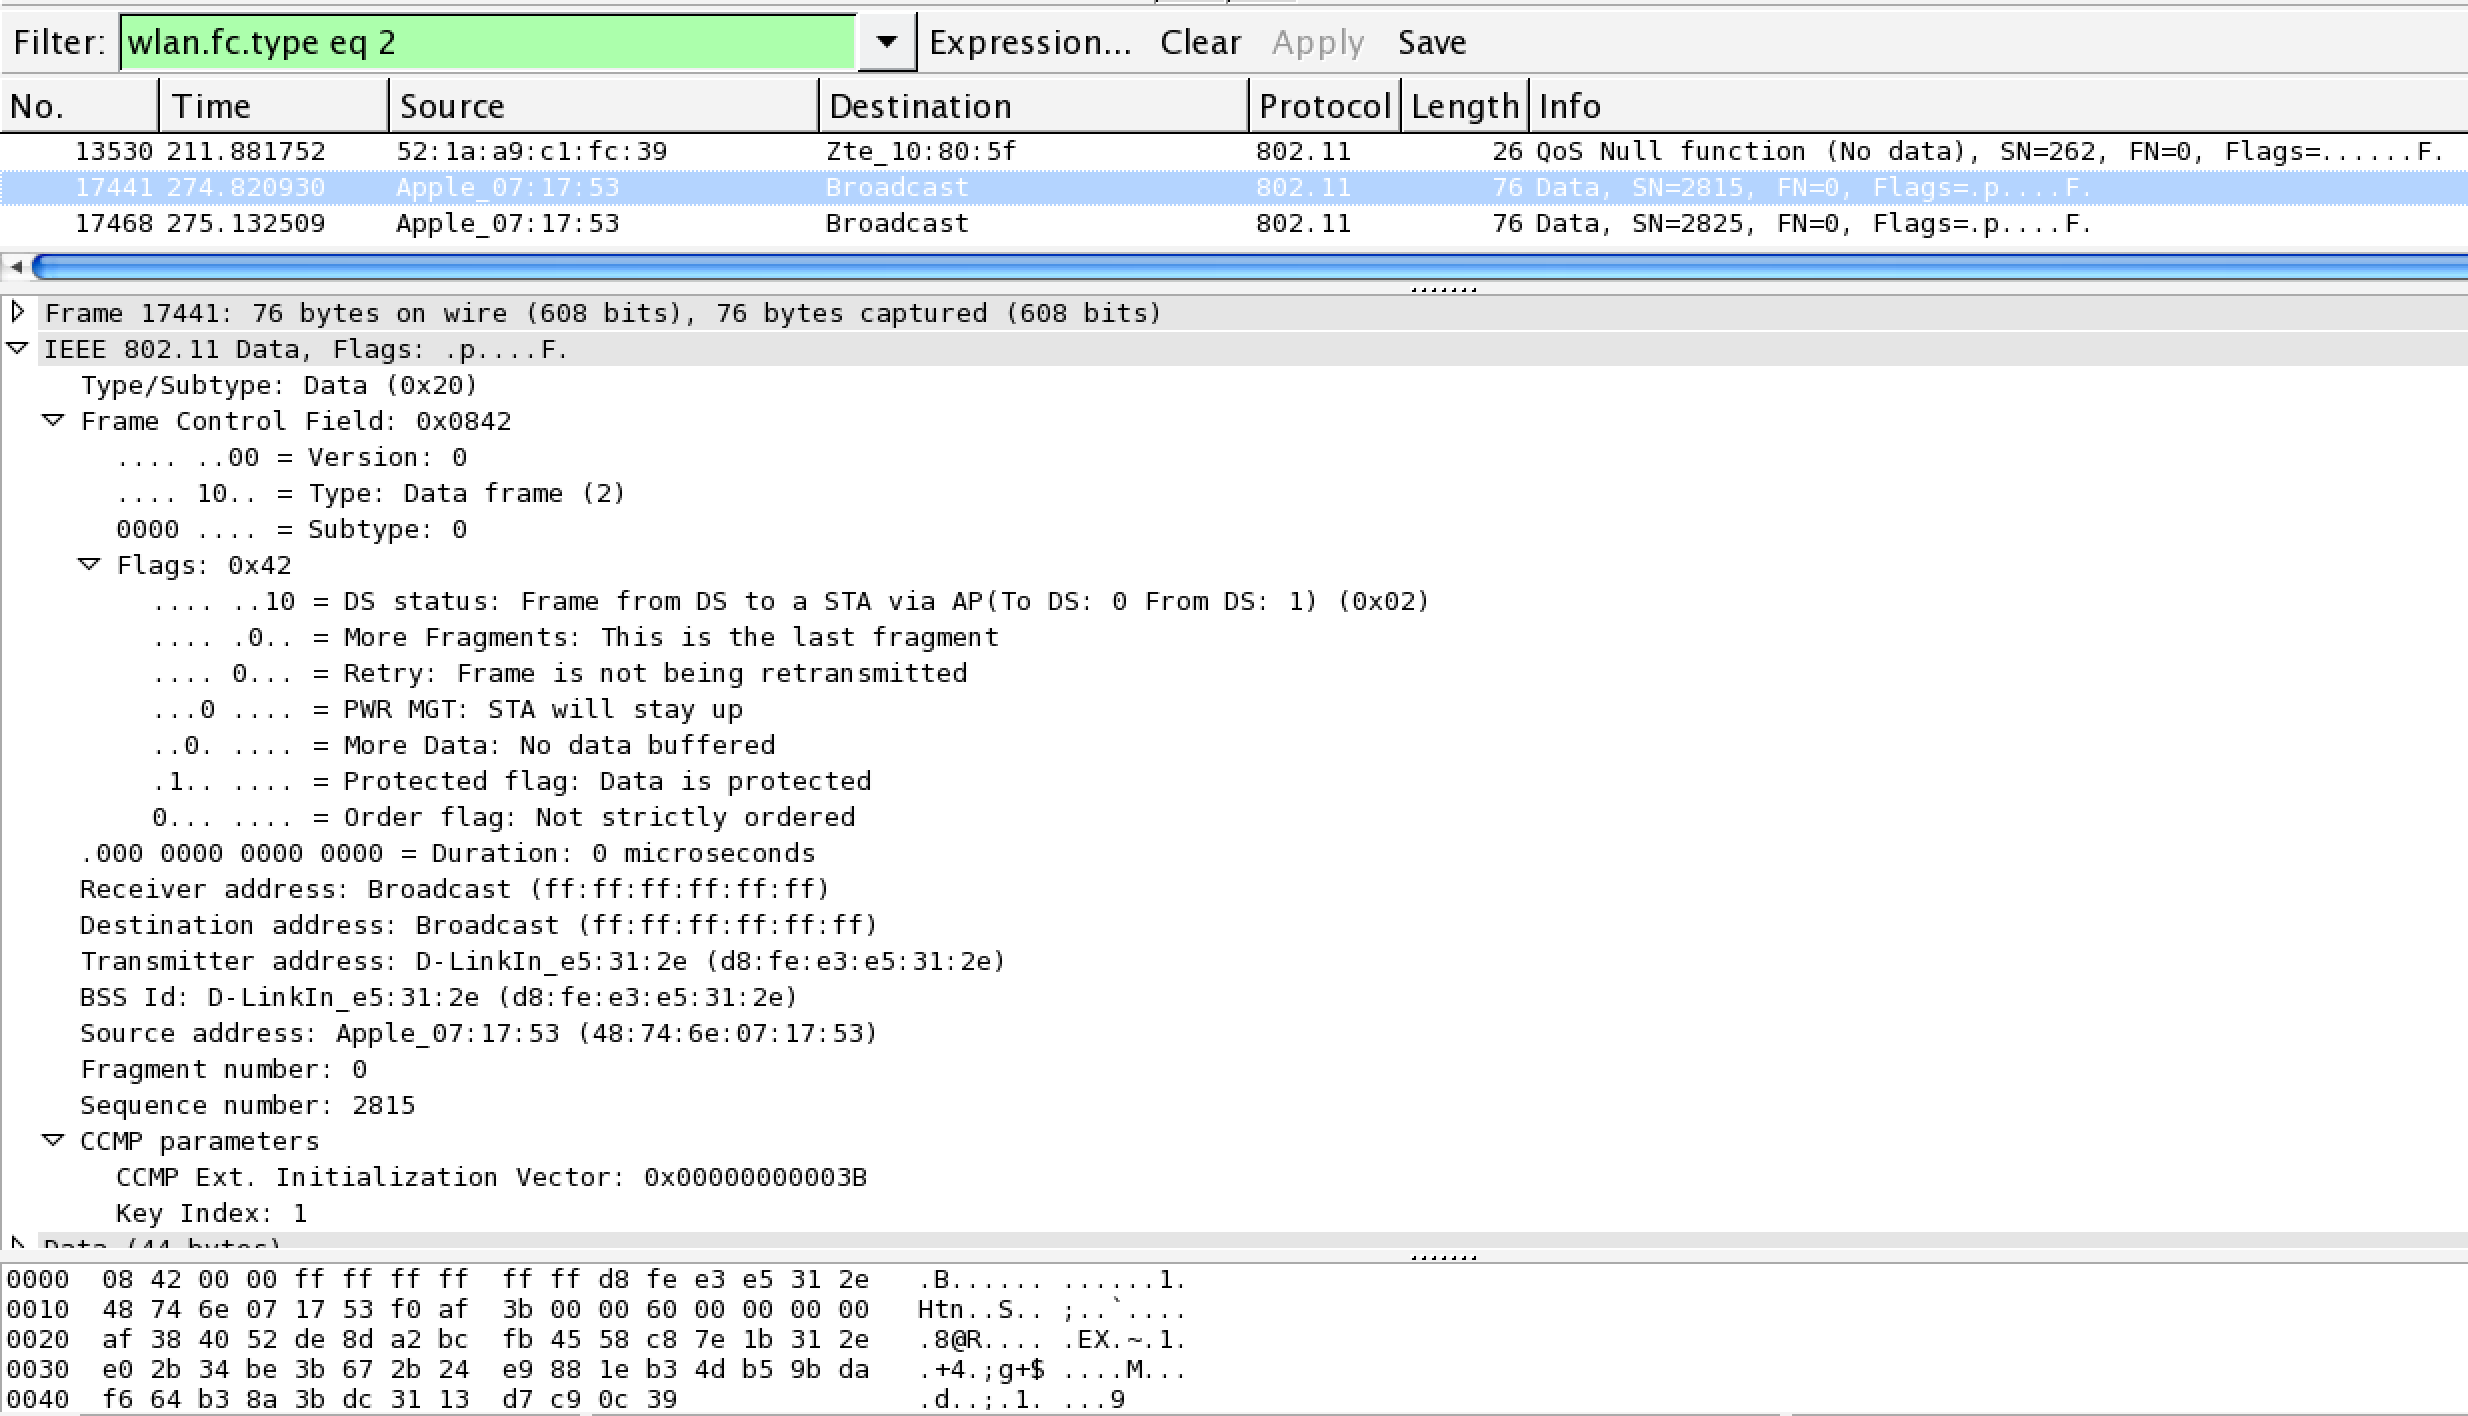 Filter: wlan.fc.type eq 2 Expression... Clear Apply Save
No. Time Source Destination Protocol Length Info
13530 211.881752 52:1a:a9:c1:fc:39 Zte_10:80:5f 802.11 26 QoS Null function (No data), SN=262, FN=0, Flags=......F.
17441 274.820930 Apple_07:17:53 Broadcast 802.11 76 Data, SN=2815, FN=0, Flags=.p....F.
17468 275.132509 Apple_07:17:53 Broadcast 802.11 76 Data, SN=2825, FN=0, Flags=.p....F.
Frame 17441: 76 bytes on wire (608 bits), 76 bytes captured (608 bits)
IEEE 802.11 Data, Flags: .p....F.
Type/Subtype: Data (0x20)
Frame Control Field: 0x0842
.... ..00 = Version: 0
.... 10.. = Type: Data frame (2)
0000 .... = Subtype: 0
Flags: 0x42
.... ..10 = DS status: Frame from DS to a STA via AP(To DS: 0 From DS: 1) (0x02)
.... .0.. = More Fragments: This is the last fragment
.... 0... = Retry: Frame is not being retransmitted
...0 .... = PWR MGT: STA will stay up
..0. .... = More Data: No data buffered
.1.. .... = Protected flag: Data is protected
0... .... = Order flag: Not strictly ordered
.000 0000 0000 0000 = Duration: 0 microseconds
Receiver address: Broadcast (ff:ff:ff:ff:ff:ff)
Destination address: Broadcast (ff:ff:ff:ff:ff:ff)
Transmitter address: D-LinkIn_e5:31:2e (d8:fe:e3:e5:31:2e)
BSS Id: D-LinkIn_e5:31:2e (d8:fe:e3:e5:31:2e)
Source address: Apple_07:17:53 (48:74:6e:07:17:53)
Fragment number: 0
Sequence number: 2815
CCMP parameters
CCMP Ext. Initialization Vector: 0x00000000003B
Key Index: 1
Data (44 bytes)
0000 08 42 00 00 ff ff ff ff ff ff d8 fe e3 e5 31 2e .B...... ......1.
0010 48 74 6e 07 17 53 f0 af 3b 00 00 60 00 00 00 00 Htn..S.. ;..`....
0020 af 38 40 52 de 8d a2 bc fb 45 58 c8 7e 1b 31 2e .8@R.... .EX.~.1.
0030 e0 2b 34 be 3b 67 2b 24 e9 88 1e b3 4d b5 9b da .+4.;g+$ ....M...
0040 f6 64 b3 8a 3b dc 31 13 d7 c9 0c 39 .d..;.1. ...9